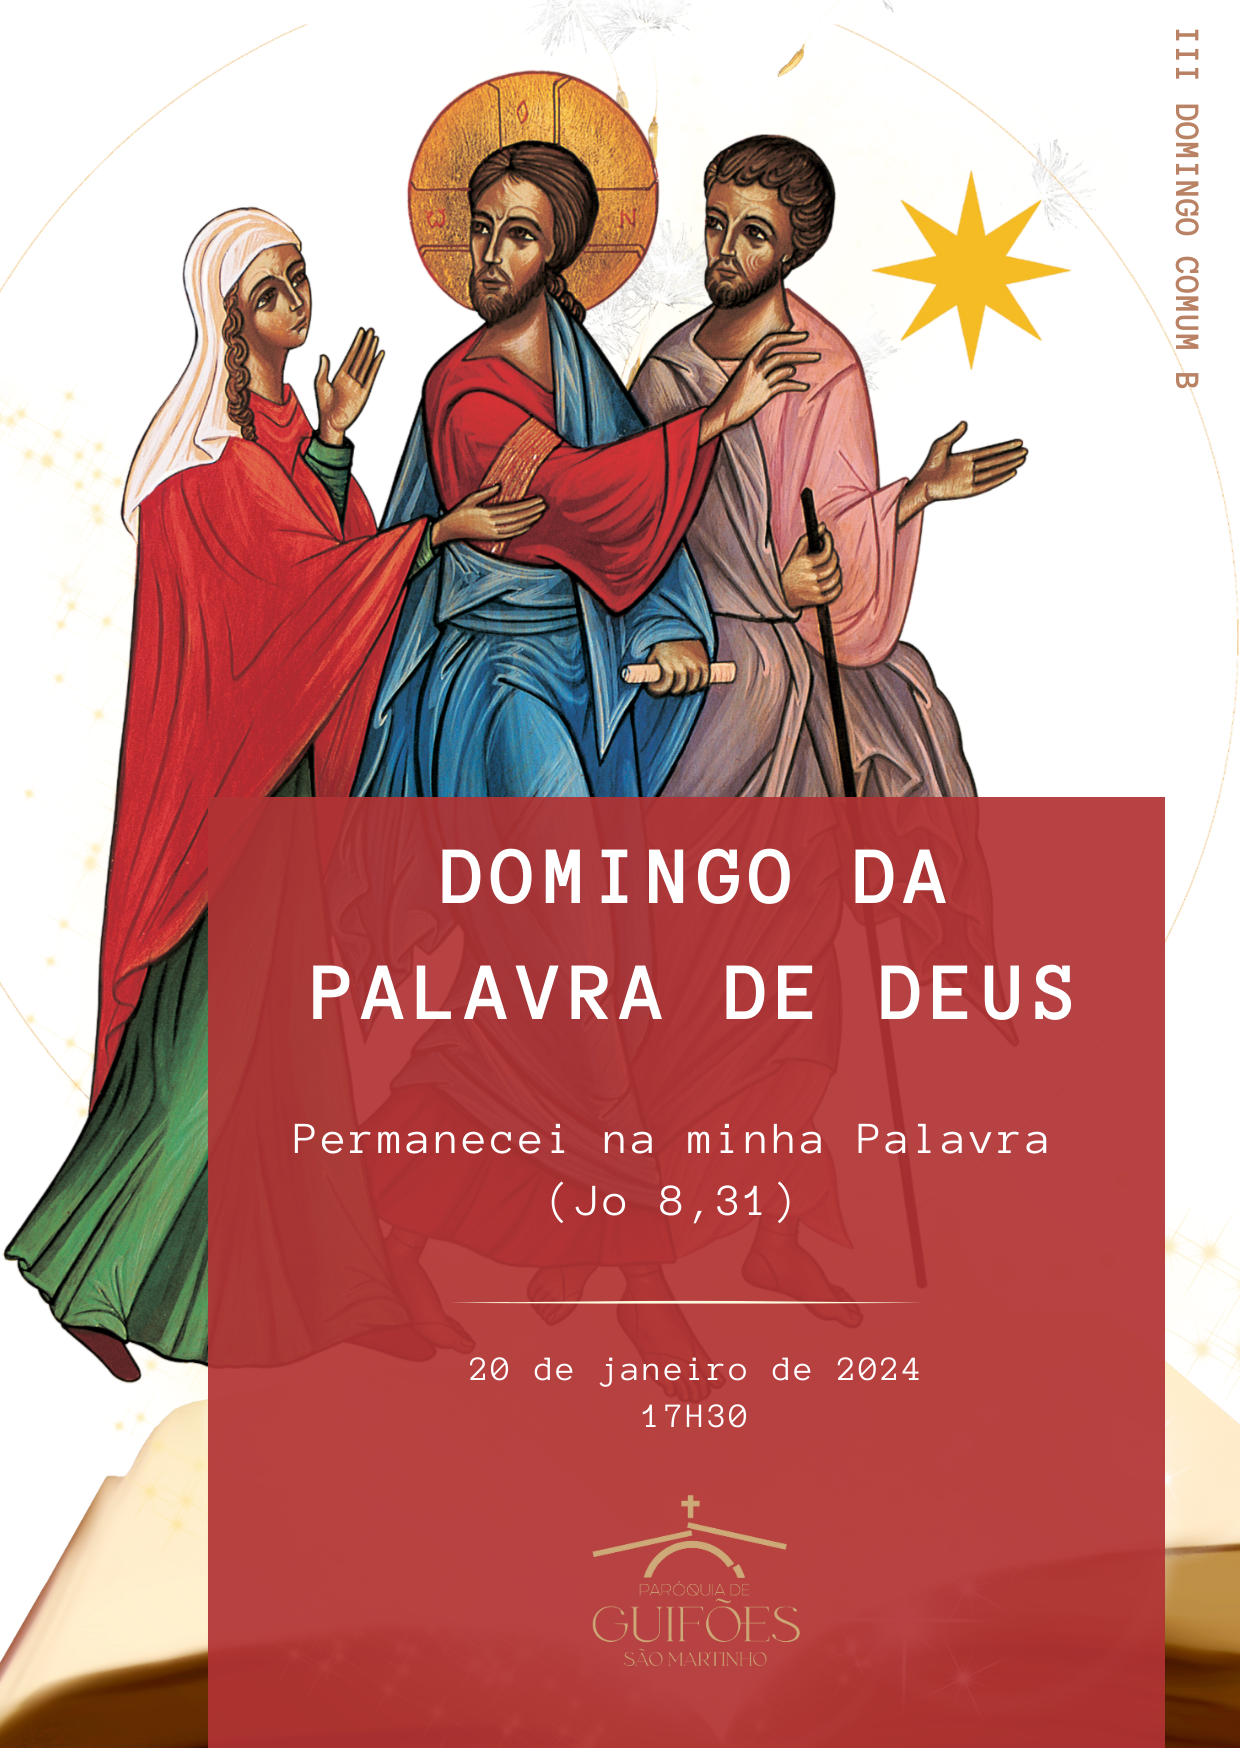 III DOMINGO COMUM B
DOMINGO DA
PALAVRA DE DEUS
Permanecei na minha Palavra
(Jo 8,31)
20 de janeiro de 2024
17H30
PARÓQUIA DE
GUIFÕES
SÃO MARTINHO